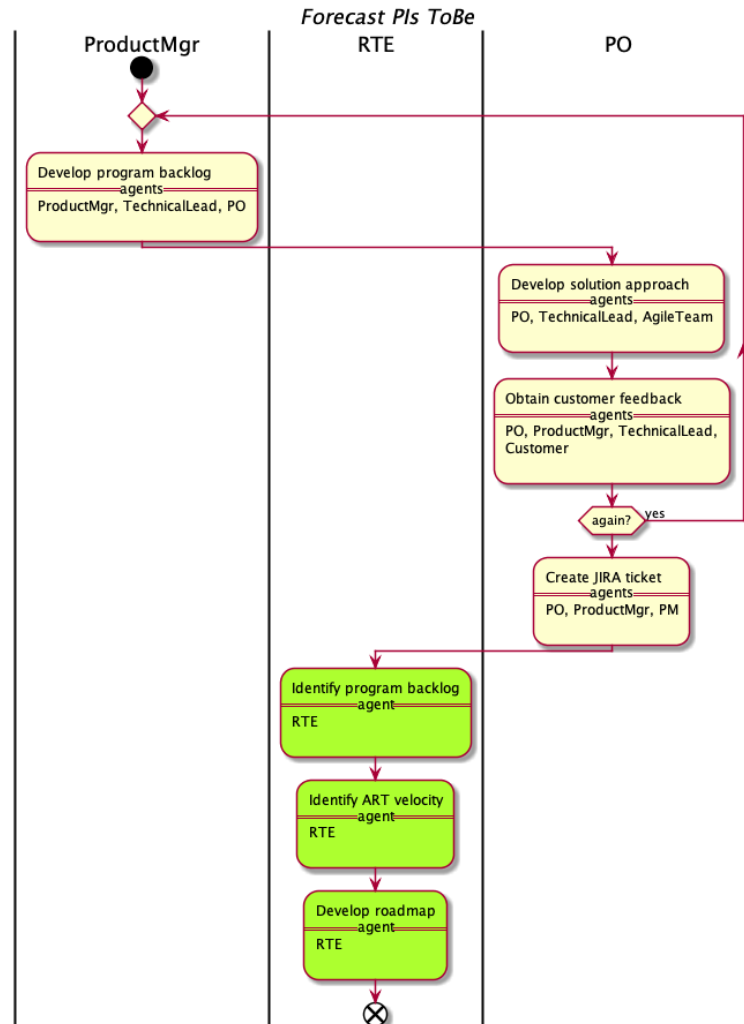 Forecast PIs ToBe
ProductMgr
RTE
PO
Develop program backlog
agents
ProductMgr, TechnicalLead, PO
Develop solution approach
agents
PO, TechnicalLead, AgileTeam
Obtain customer feedback
agents
PO, ProductMgr, TechnicalLead,
Customer
again?
yes
Create JIRA ticket
agents
PO, ProductMgr, PM
Identify program backlog
agent
RTE
Identify ART velocity
agent
RTE
Develop roadmap
agent
RTE